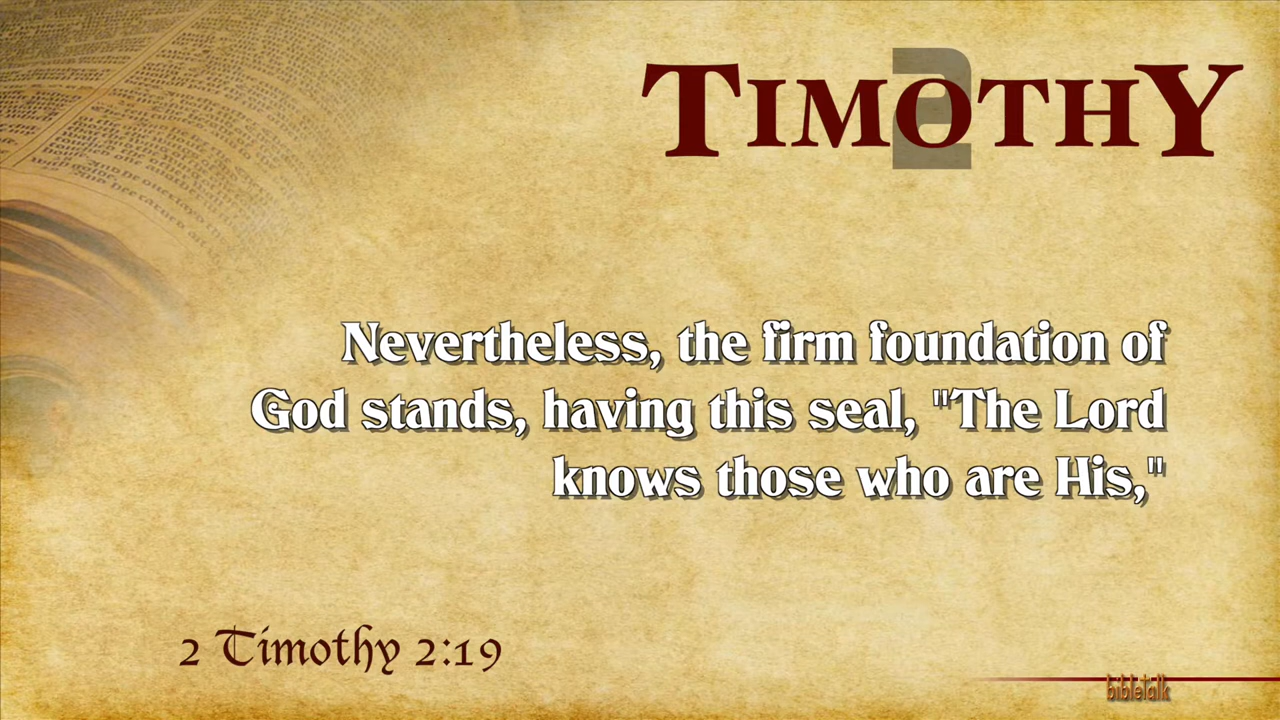 2
TIMOTHY
Nevertheless, the firm foundation of
God stands, having this seal, "The Lord
knows those who are His,"
2 Timothy 2:19
bibletalk